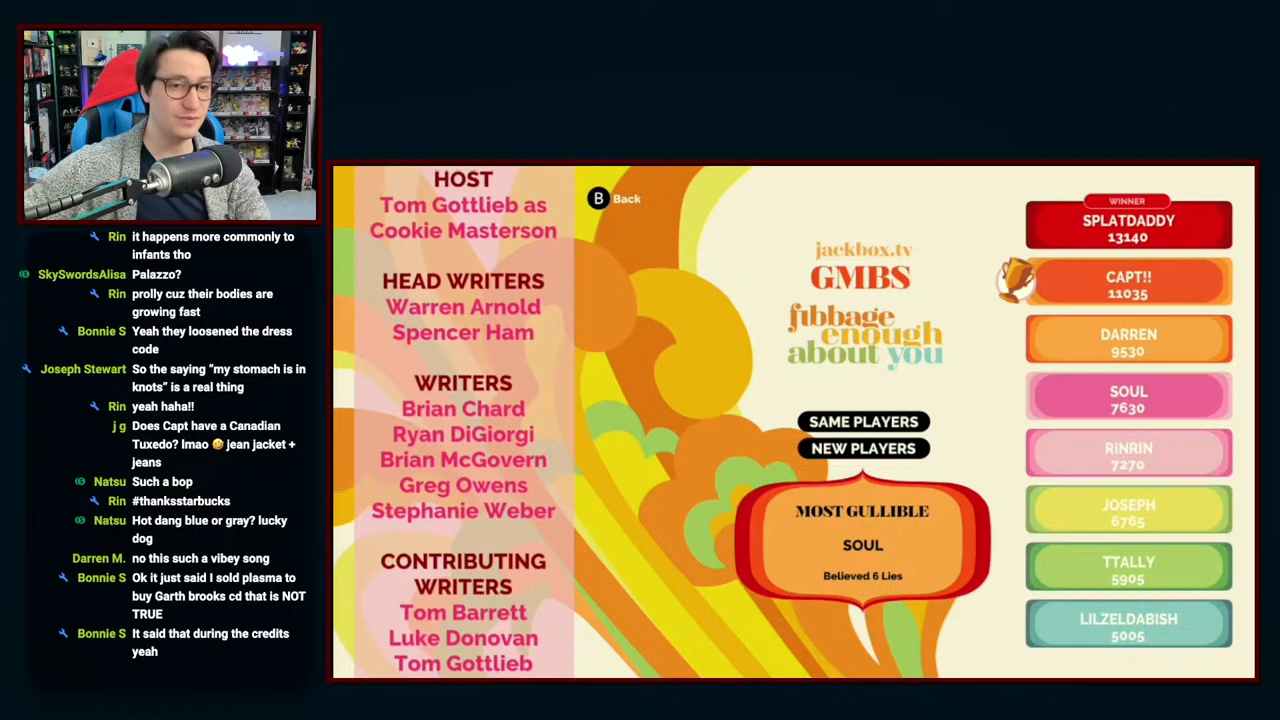 Rin it happens more commonly to
infants tho
SkySwordsAlisa Palazzo?
Rin prolly cuz their bodies are
growing fast
Bonnie S Yeah they loosened the dress
code
Joseph Stewart So the saying “my stomach is in
knots” is a real thing
Rin yeah haha!!
j g Does Capt have a Canadian
Tuxedo? lmao 🤣 jean jacket +
jeans
Natsu Such a bop
Rin #thanksstarbucks
Natsu Hot dang blue or gray? lucky
dog
Darren M. no this such a vibey song
Bonnie S Ok it just said I sold plasma to
buy Garth brooks cd that is NOT
TRUE
Bonnie S It said that during the credits
yeah
HOST
Tom Gottlieb as
Cookie Masterson
HEAD WRITERS
Warren Arnold
Spencer Ham
WRITERS
Brian Chard
Ryan DiGiorgi
Brian McGovern
Greg Owens
Stephanie Weber
CONTRIBUTING
WRITERS
Tom Barrett
Luke Donovan
Tom Gottlieb
B Back
jackbox.tv
GMBS
fibbage
enough
about you
SAME PLAYERS
NEW PLAYERS
MOST GULLIBLE
SOUL
Believed 6 Lies
WINNER
SPLATDADDY
13140
CAPT!!
11035
DARREN
9530
SOUL
7630
RINRIN
7270
JOSEPH
6765
TTALLY
5905
LILZELDABISH
5005